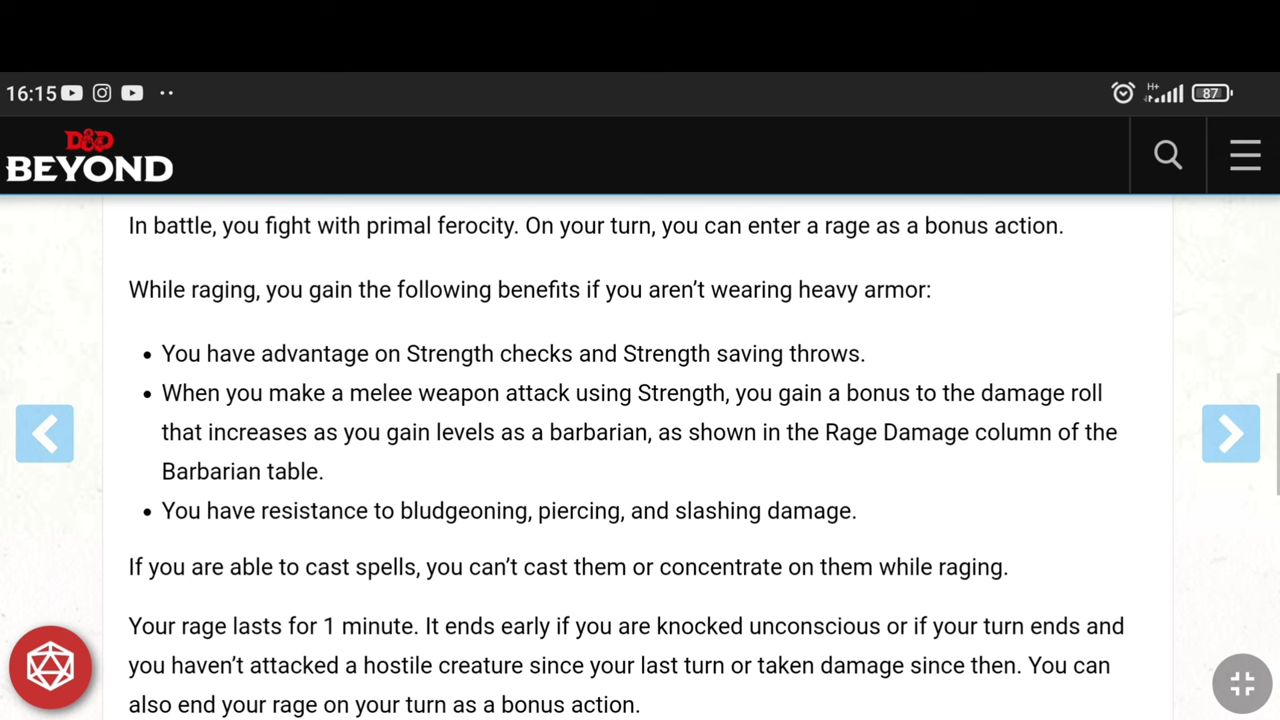 16:15
H+
87
D&D
BEYOND
In battle, you fight with primal ferocity. On your turn, you can enter a rage as a bonus action.
While raging, you gain the following benefits if you aren’t wearing heavy armor:
• You have advantage on Strength checks and Strength saving throws.
• When you make a melee weapon attack using Strength, you gain a bonus to the damage roll
that increases as you gain levels as a barbarian, as shown in the Rage Damage column of the
Barbarian table.
• You have resistance to bludgeoning, piercing, and slashing damage.
If you are able to cast spells, you can’t cast them or concentrate on them while raging.
Your rage lasts for 1 minute. It ends early if you are knocked unconscious or if your turn ends and
you haven’t attacked a hostile creature since your last turn or taken damage since then. You can
also end your rage on your turn as a bonus action.